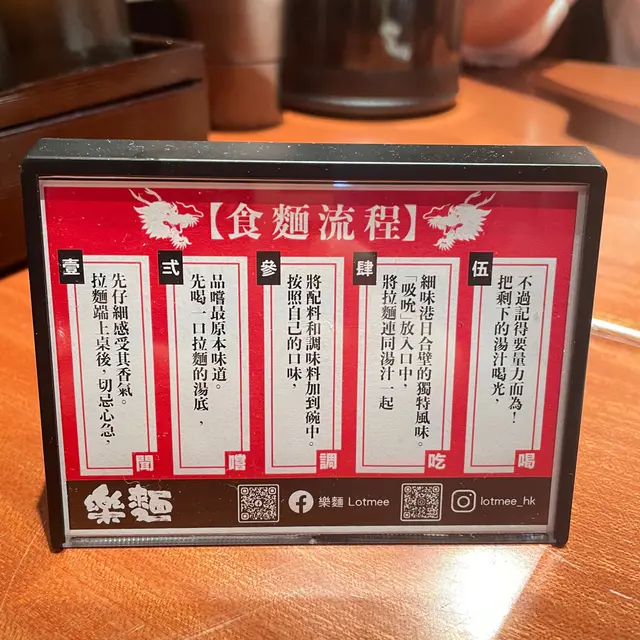 【食麵流程】
壹
拉麵端上桌後，切忌心急，
先仔細感受其香氣。
聞
弍
先喝一口拉麵的湯底，
品嚐最原本味道。
嚐
參
按照自己的口味，
將配料和調味料加到碗中。
調
肆
將拉麵連同湯汁一起
「吸吮」放入口中，
細味港日合壁的獨特風味。
吃
伍
把剩下的湯汁喝光，
不過記得要量力而為！
喝
樂麵
樂麵 Lotmee
lotmee_hk